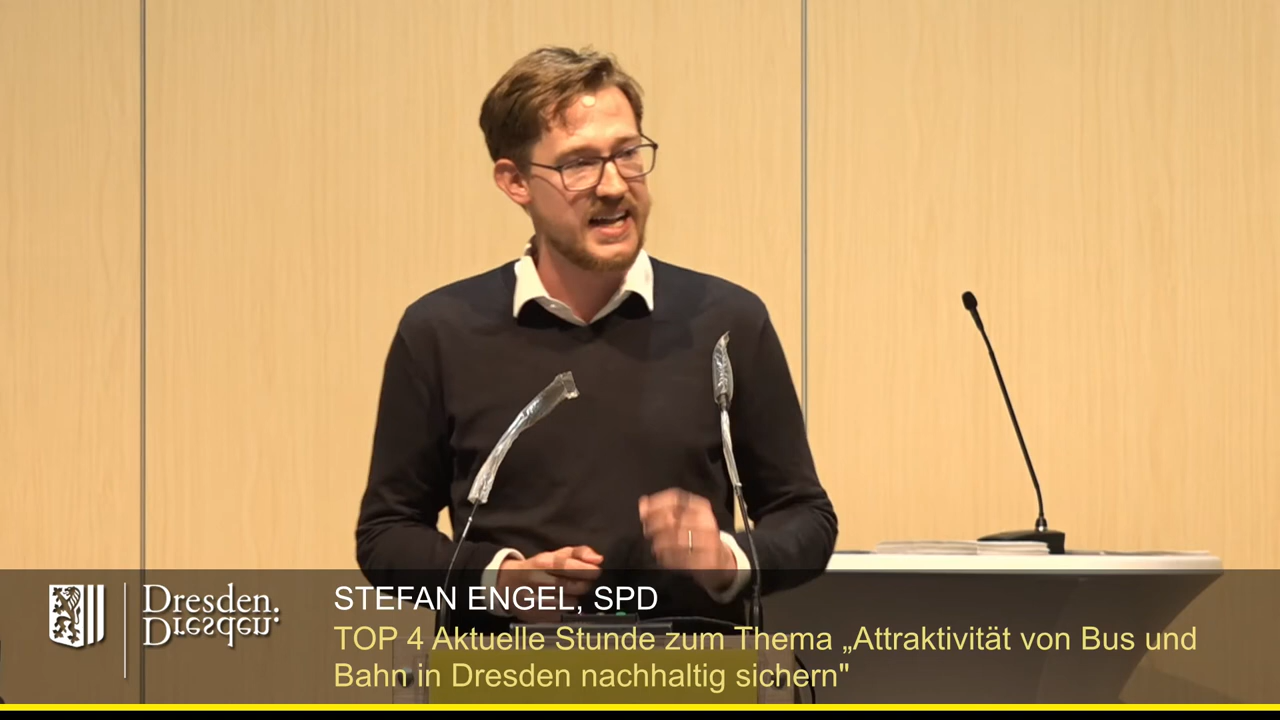 Dresden.
Dresden.
STEFAN ENGEL, SPD
TOP 4 Aktuelle Stunde zum Thema „Attraktivität von Bus und
Bahn in Dresden nachhaltig sichern"